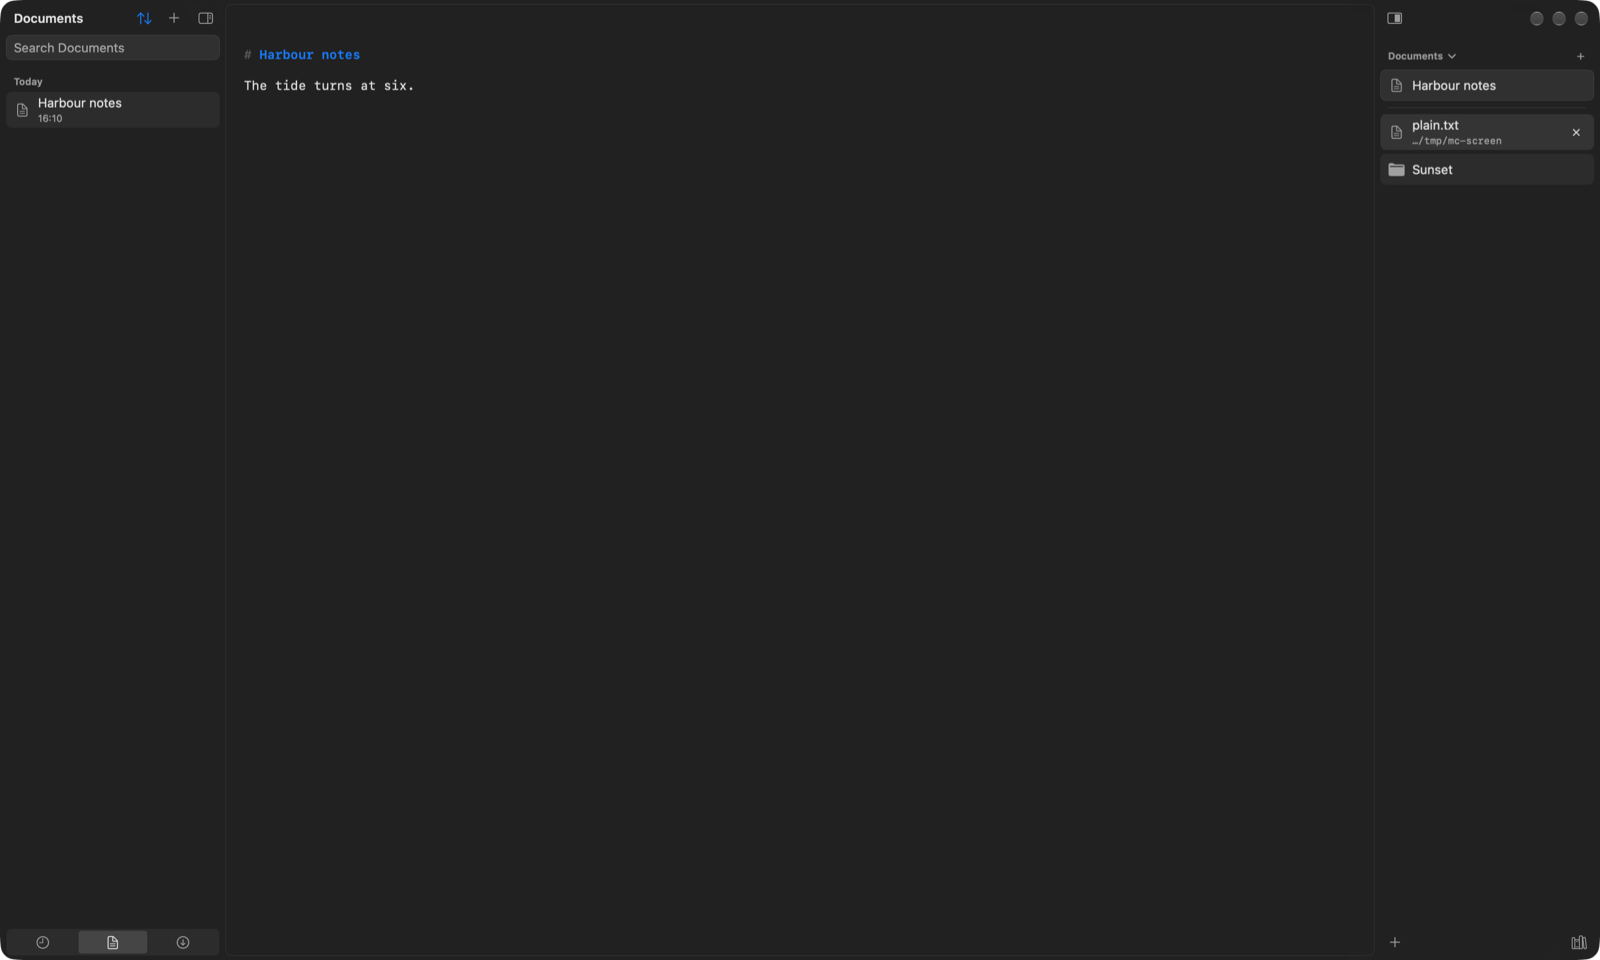 Documents
Search Documents
Today
Harbour notes
16:10
# Harbour notes
The tide turns at six.
Documents
Harbour notes
plain.txt
…/tmp/mc-screen
Sunset